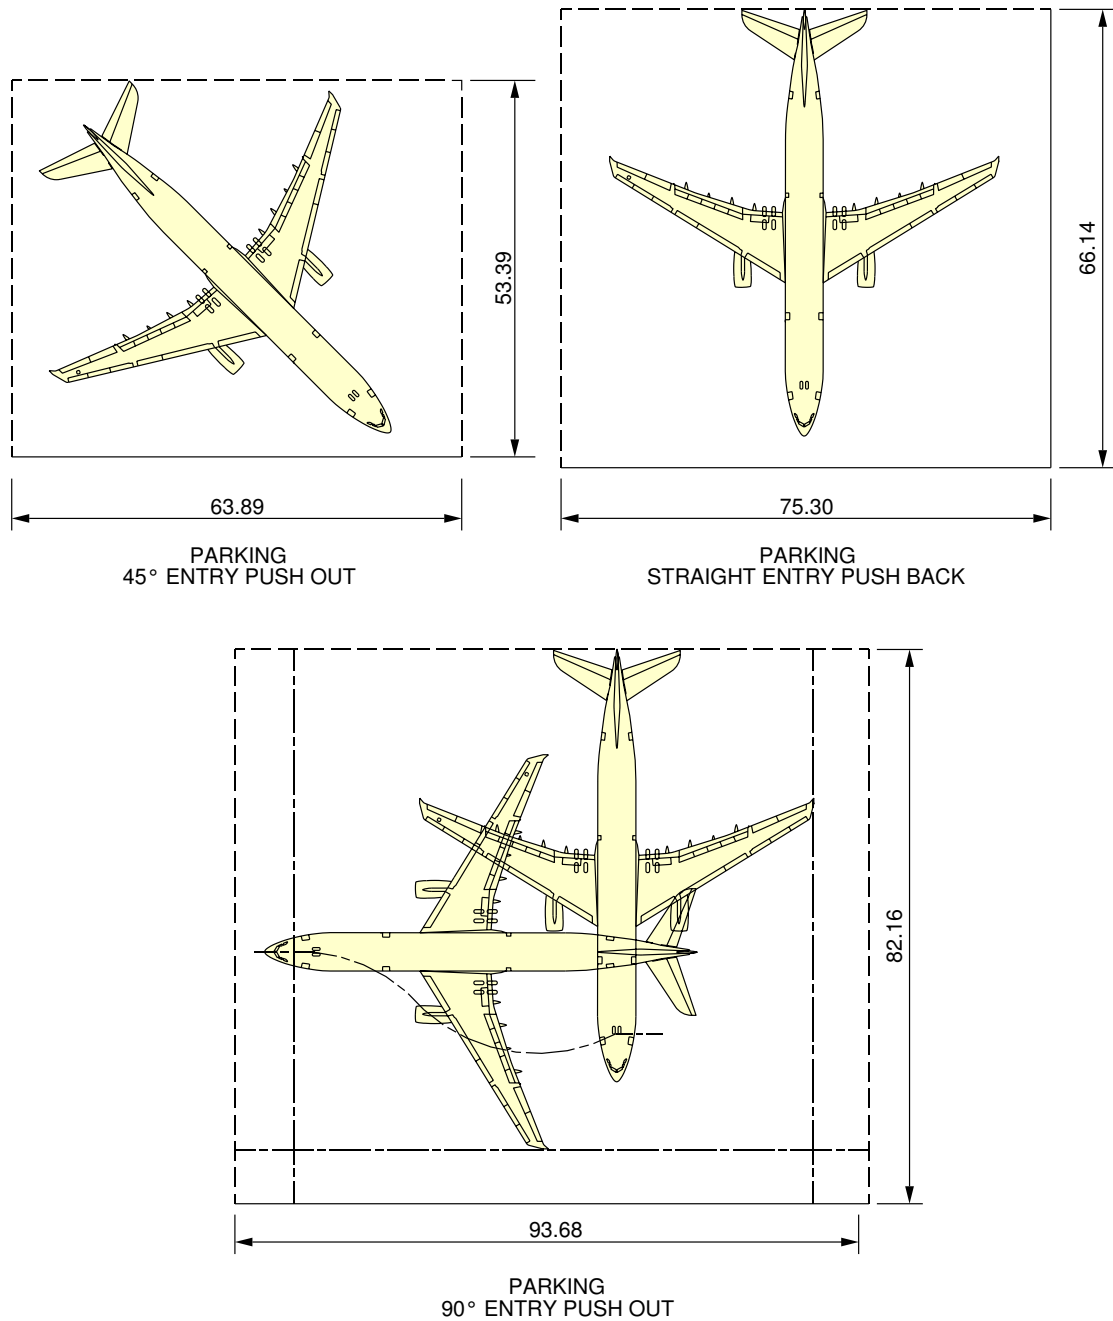 53.39
66.14
63.89
75.30
PARKING
45° ENTRY PUSH OUT
PARKING
STRAIGHT ENTRY PUSH BACK
82.16
93.68
PARKING
90° ENTRY PUSH OUT